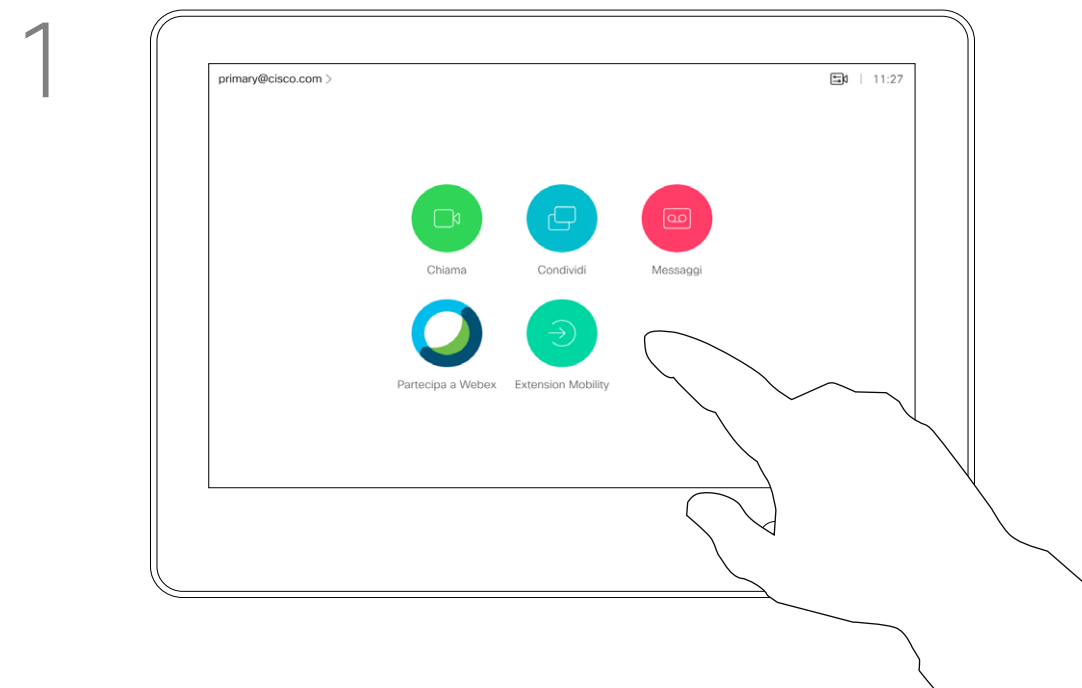 1
primary@cisco.com >
11:27
Chiama
Condividi
Messaggi
Partecipa a Webex
Extension Mobility